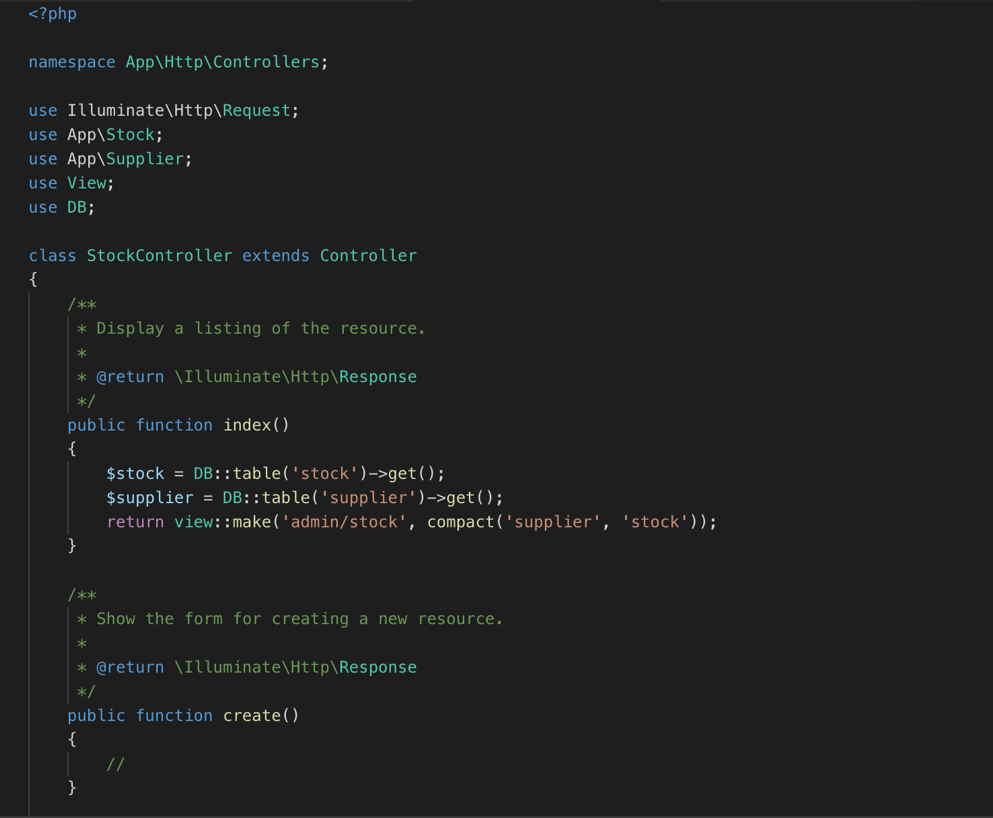 <?php
namespace App\Http\Controllers;
use Illuminate\Http\Request;
use App\Stock;
use App\Supplier;
use View;
use DB;
class StockController extends Controller
{
    /**
     * Display a listing of the resource.
     *
     * @return \Illuminate\Http\Response
     */
    public function index()
    {
        $stock = DB::table('stock')->get();
        $supplier = DB::table('supplier')->get();
        return view::make('admin/stock', compact('supplier', 'stock'));
    }
    /**
     * Show the form for creating a new resource.
     *
     * @return \Illuminate\Http\Response
     */
    public function create()
    {
        //
    }